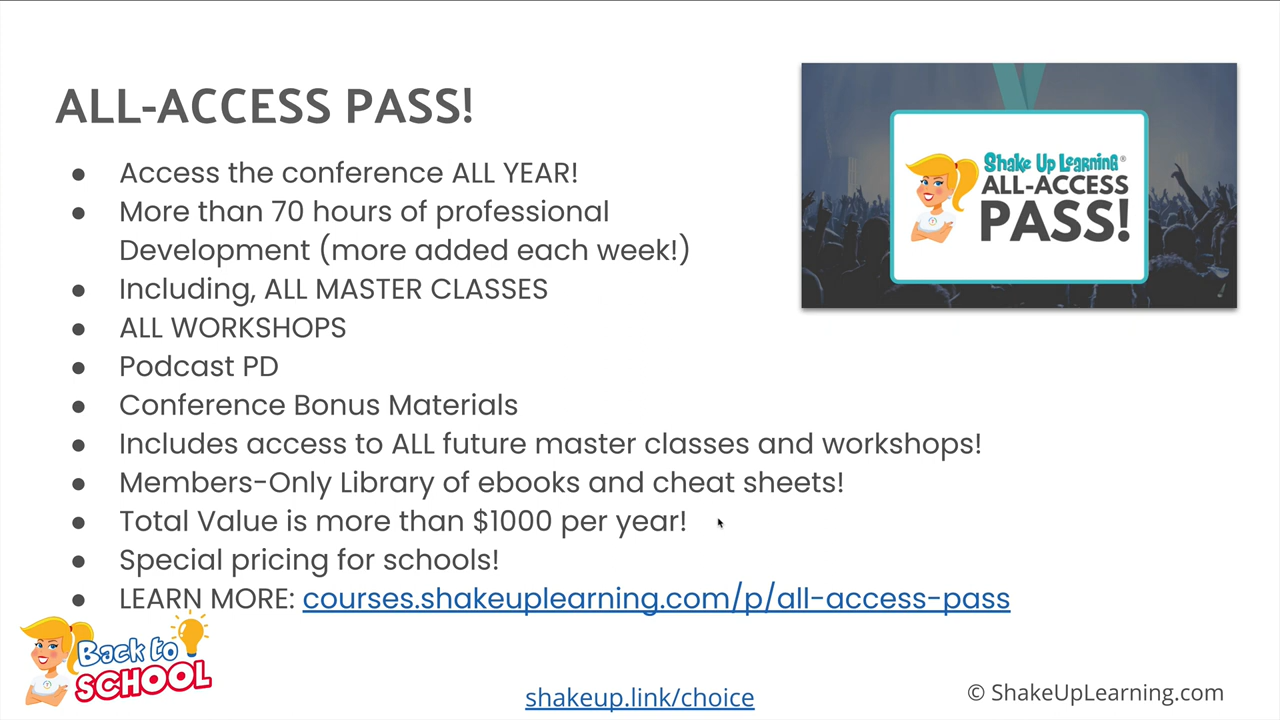 ALL-ACCESS PASS!
● Access the conference ALL YEAR!
● More than 70 hours of professional
Development (more added each week!)
● Including, ALL MASTER CLASSES
● ALL WORKSHOPS
● Podcast PD
● Conference Bonus Materials
● Includes access to ALL future master classes and workshops!
● Members-Only Library of ebooks and cheat sheets!
● Total Value is more than $1000 per year!
● Special pricing for schools!
● LEARN MORE: courses.shakeuplearning.com/p/all-access-pass
Shake Up Learning®
ALL-ACCESS
PASS!
Back to
SCHOOL
shakeup.link/choice
© ShakeUpLearning.com